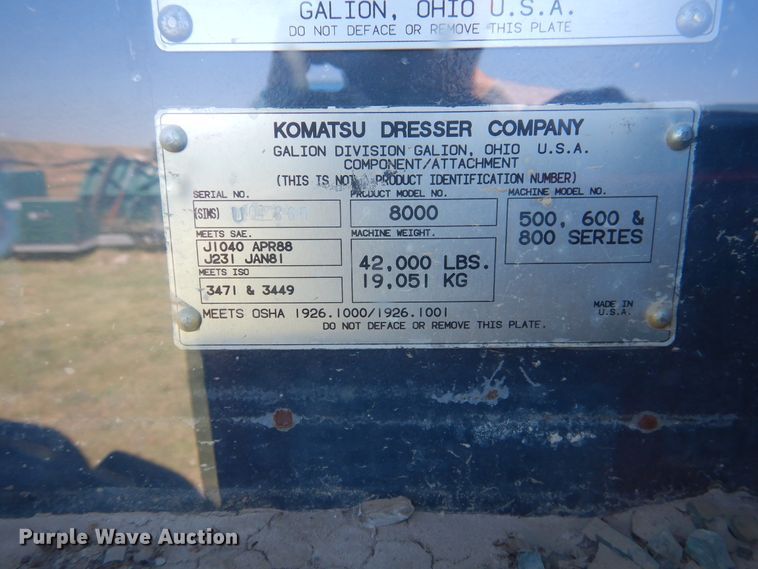 GALION, OHIO U.S.A.
DO NOT DEFACE OR REMOVE THIS PLATE
KOMATSU DRESSER COMPANY
GALION DIVISION GALION, OHIO U.S.A.
COMPONENT/ATTACHMENT
(THIS IS NOT PRODUCT IDENTIFICATION NUMBER)
SERIAL NO.
(SIMS)
PRODUCT MODEL NO.
8000
MACHINE MODEL NO.
500, 600 &
800 SERIES
MEETS SAE.
J1040 APR88
J231 JAN81
MACHINE WEIGHT.
42,000 LBS.
19,051 KG
MEETS ISO
3471 & 3449
MEETS OSHA 1926.1000/1926.1001
MADE IN
U.S.A.
DO NOT DEFACE OR REMOVE THIS PLATE.
Purple Wave Auction